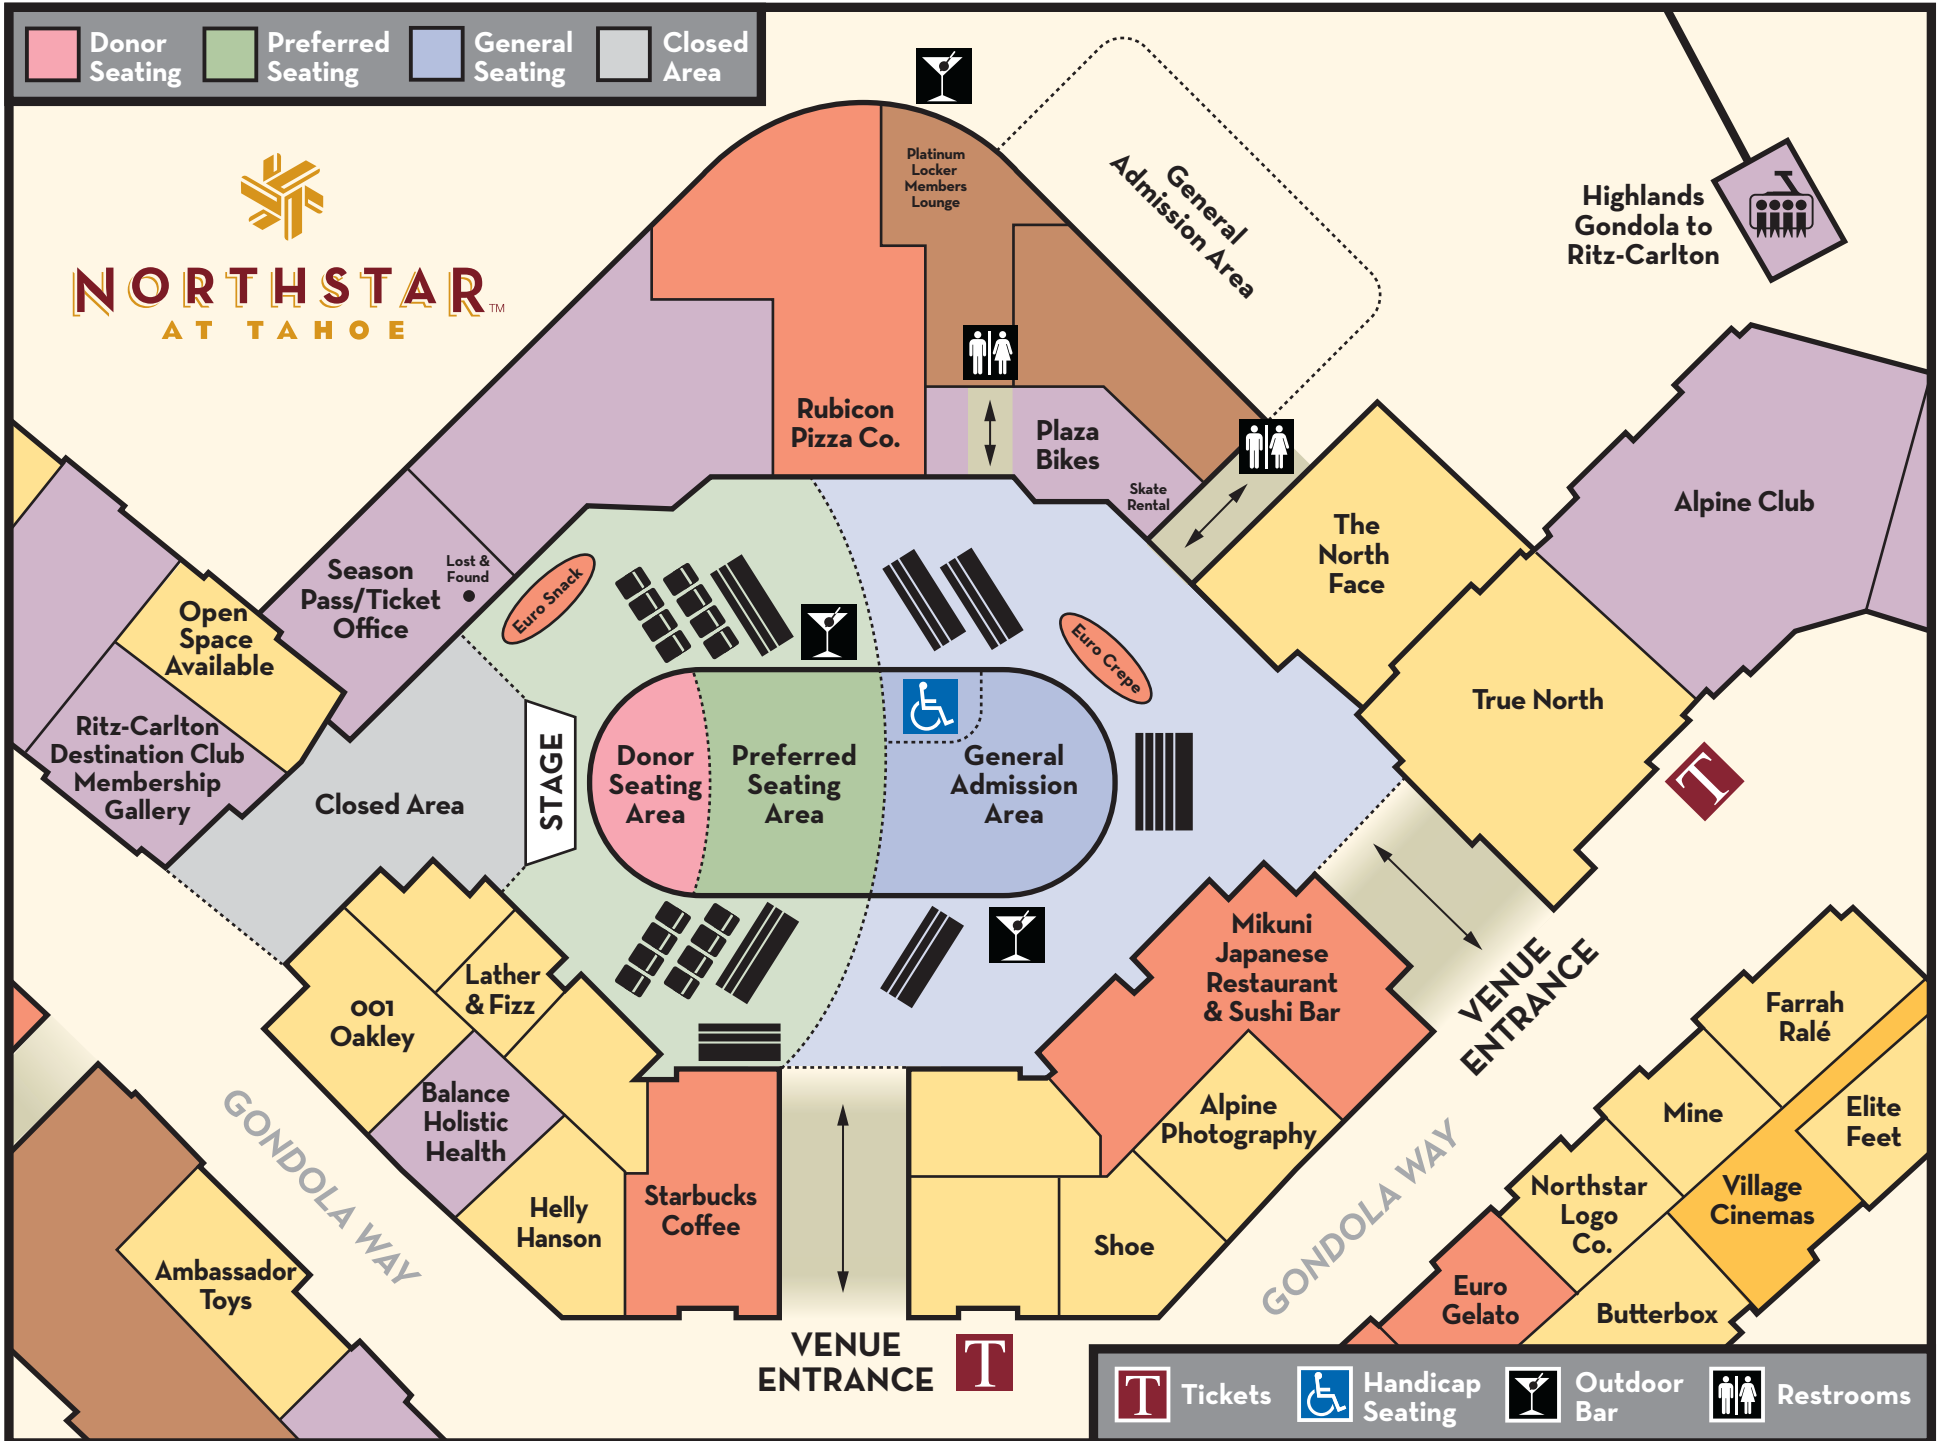 Donor
Seating
Preferred
Seating
General
Seating
Closed
Area
NORTHSTAR™
AT TAHOE
Platinum
Locker
Members
Lounge
General
Admission Area
Highlands
Gondola to
Ritz-Carlton
Rubicon
Pizza Co.
Plaza
Bikes
Skate
Rental
The
North
Face
Alpine Club
True North
Season
Pass/Ticket
Office
Lost &
Found
Open
Space
Available
Ritz-Carlton
Destination Club
Membership
Gallery
Euro Snack
Euro Crepe
Closed Area
STAGE
Donor
Seating
Area
Preferred
Seating
Area
General
Admission
Area
T
Mikuni
Japanese
Restaurant
& Sushi Bar
VENUE
ENTRANCE
Lather
& Fizz
001
Oakley
Balance
Holistic
Health
Helly
Hanson
Starbucks
Coffee
Alpine
Photography
Shoe
Farrah
Ralé
Mine
Elite
Feet
Northstar
Logo
Co.
Village
Cinemas
Euro
Gelato
Butterbox
GONDOLA WAY
GONDOLA WAY
Ambassador
Toys
VENUE
ENTRANCE
T
T
Tickets
Handicap
Seating
Outdoor
Bar
Restrooms